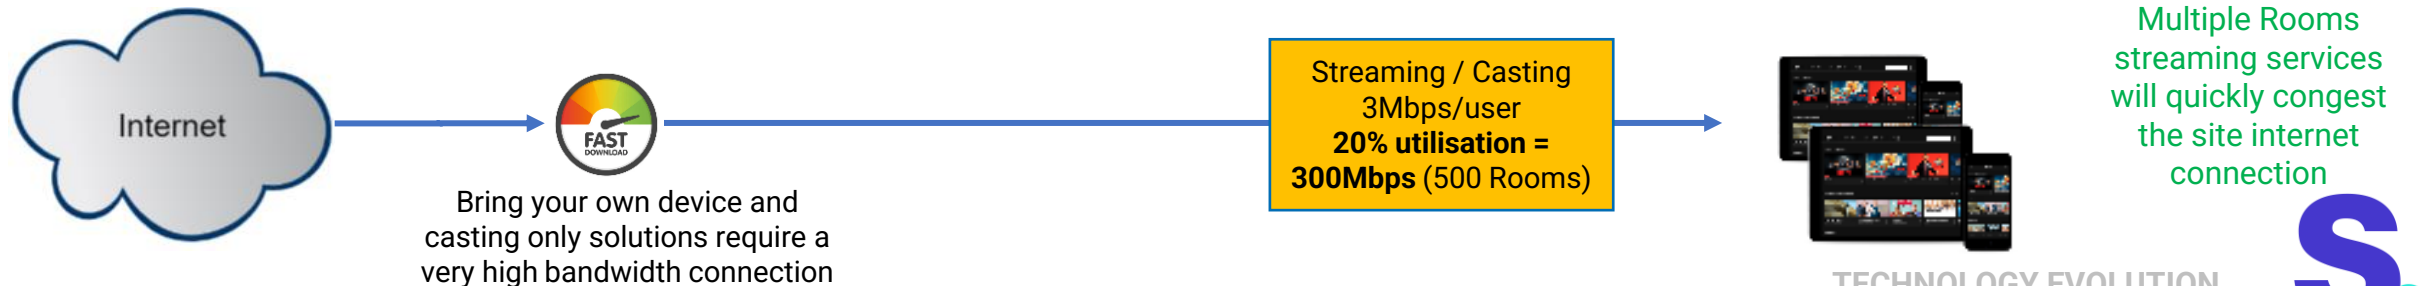 Internet
FAST
DOWNLOAD
Bring your own device and
casting only solutions require a
very high bandwidth connection
Streaming / Casting
3Mbps/user
20% utilisation =
300Mbps (500 Rooms)
Multiple Rooms
streaming services
will quickly congest
the site internet
connection
TECHNOLOGY EVOLUTION
S